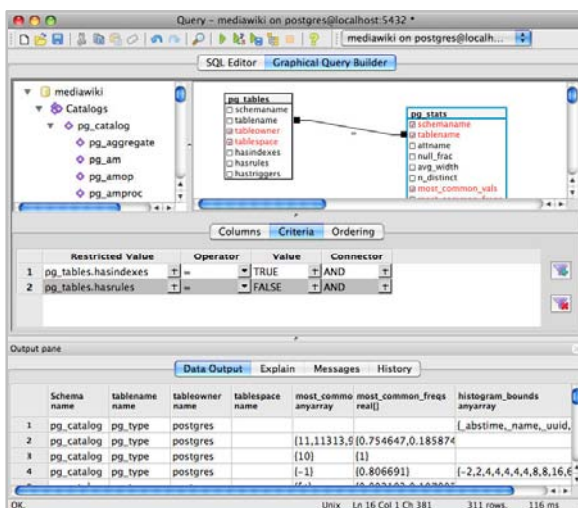 Query - mediawiki on postgres@localhost:5432 *
mediawiki on postgres@localh...
SQL Editor Graphical Query Builder
mediawiki
Catalogs
pg_catalog
pg_aggregate
pg_am
pg_amop
pg_amproc
pg_tables
schemaname
tablename
tableowner
tablespace
hasindexes
hasrules
hastriggers
=
pg_stats
schemaname
tablename
attname
null_frac
avg_width
n_distinct
most_common_vals
Columns Criteria Ordering
Restricted Value Operator Value Connector
1 pg_tables.hasindexes = TRUE AND
2 pg_tables.hasrules = FALSE AND
Output pane
Data Output Explain Messages History
Schema name
tablename name
tableowner name
tablespace name
most_commo anyarray
most_common_freqs real[]
histogram_bounds anyarray
1 pg_catalog pg_type postgres {_abstime,_name,_uuid,
2 pg_catalog pg_type postgres {11,11313,9 {0.754647,0.185874
3 pg_catalog pg_type postgres {10} {1}
4 pg_catalog pg_type postgres {-1} {0.806691} {-2,2,4,4,4,4,4,8,8,16,6
OK. Unix Ln 16 Col 1 Ch 381 311 rows. 116 ms